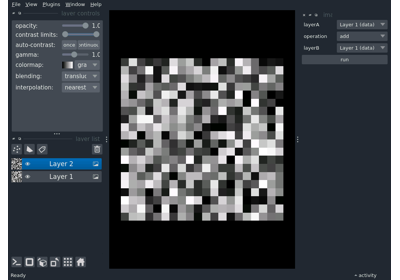 File View Plugins Window Help
layer controls
opacity: 1.0
contrast limits:
auto-contrast: once
gamma: 1.0
colormap: gra
blending: translu
interpolation: nearest
layer list
Layer 2
Layer 1
layerA Layer 1 (data)
operation add
layerB Layer 1 (data)
run
Ready
activity